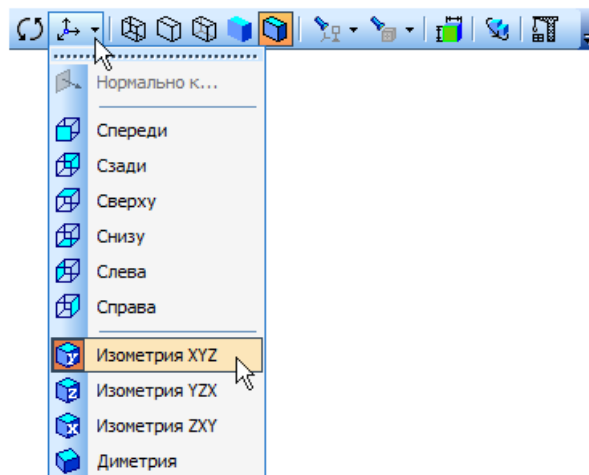 Нормально к...
Спереди
Сзади
Сверху
Снизу
Слева
Справа
Изометрия XYZ
Изометрия YZX
Изометрия ZXY
Диметрия